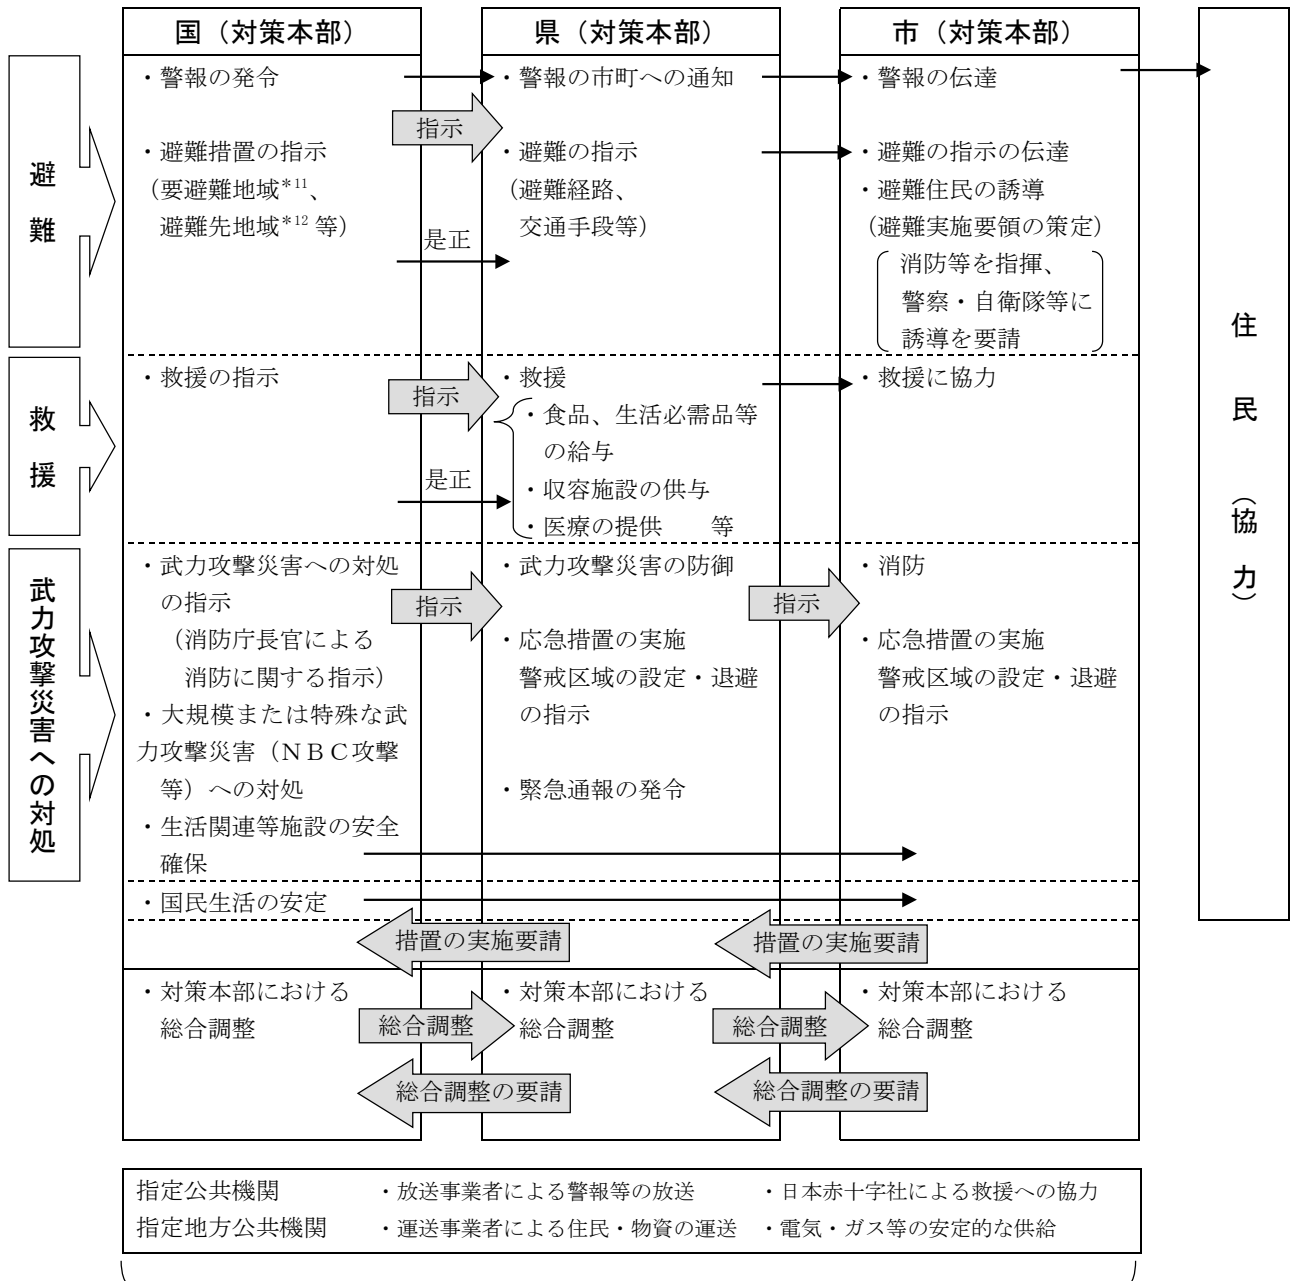 国（対策本部）
県（対策本部）
市（対策本部）
避難
・警報の発令
・警報の市町への通知
・警報の伝達
指示
・避難措置の指示
（要避難地域*11、
避難先地域*12等）
・避難の指示
（避難経路、
交通手段等）
是正
・避難の指示の伝達
・避難住民の誘導
（避難実施要領の策定）
消防等を指揮、
警察・自衛隊等に
誘導を要請
救援
・救援の指示
指示
是正
・救援
・食品、生活必需品等
の給与
・収容施設の供与
・医療の提供　　等
・救援に協力
武力攻撃災害への対処
・武力攻撃災害への対処
の指示
（消防庁長官による
消防に関する指示）
・大規模または特殊な武
力攻撃災害（ＮＢＣ攻撃
等）への対処
・生活関連等施設の安全
確保
指示
・武力攻撃災害の防御
・応急措置の実施
警戒区域の設定・退避
の指示
・緊急通報の発令
指示
・消防
・応急措置の実施
警戒区域の設定・退避
の指示
・国民生活の安定
措置の実施要請
措置の実施要請
・対策本部における
総合調整
総合調整
・対策本部における
総合調整
総合調整
・対策本部における
総合調整
総合調整の要請
総合調整の要請
住民（協力）
指定公共機関
・放送事業者による警報等の放送
・日本赤十字社による救援への協力
指定地方公共機関
・運送事業者による住民・物資の運送
・電気・ガス等の安定的な供給